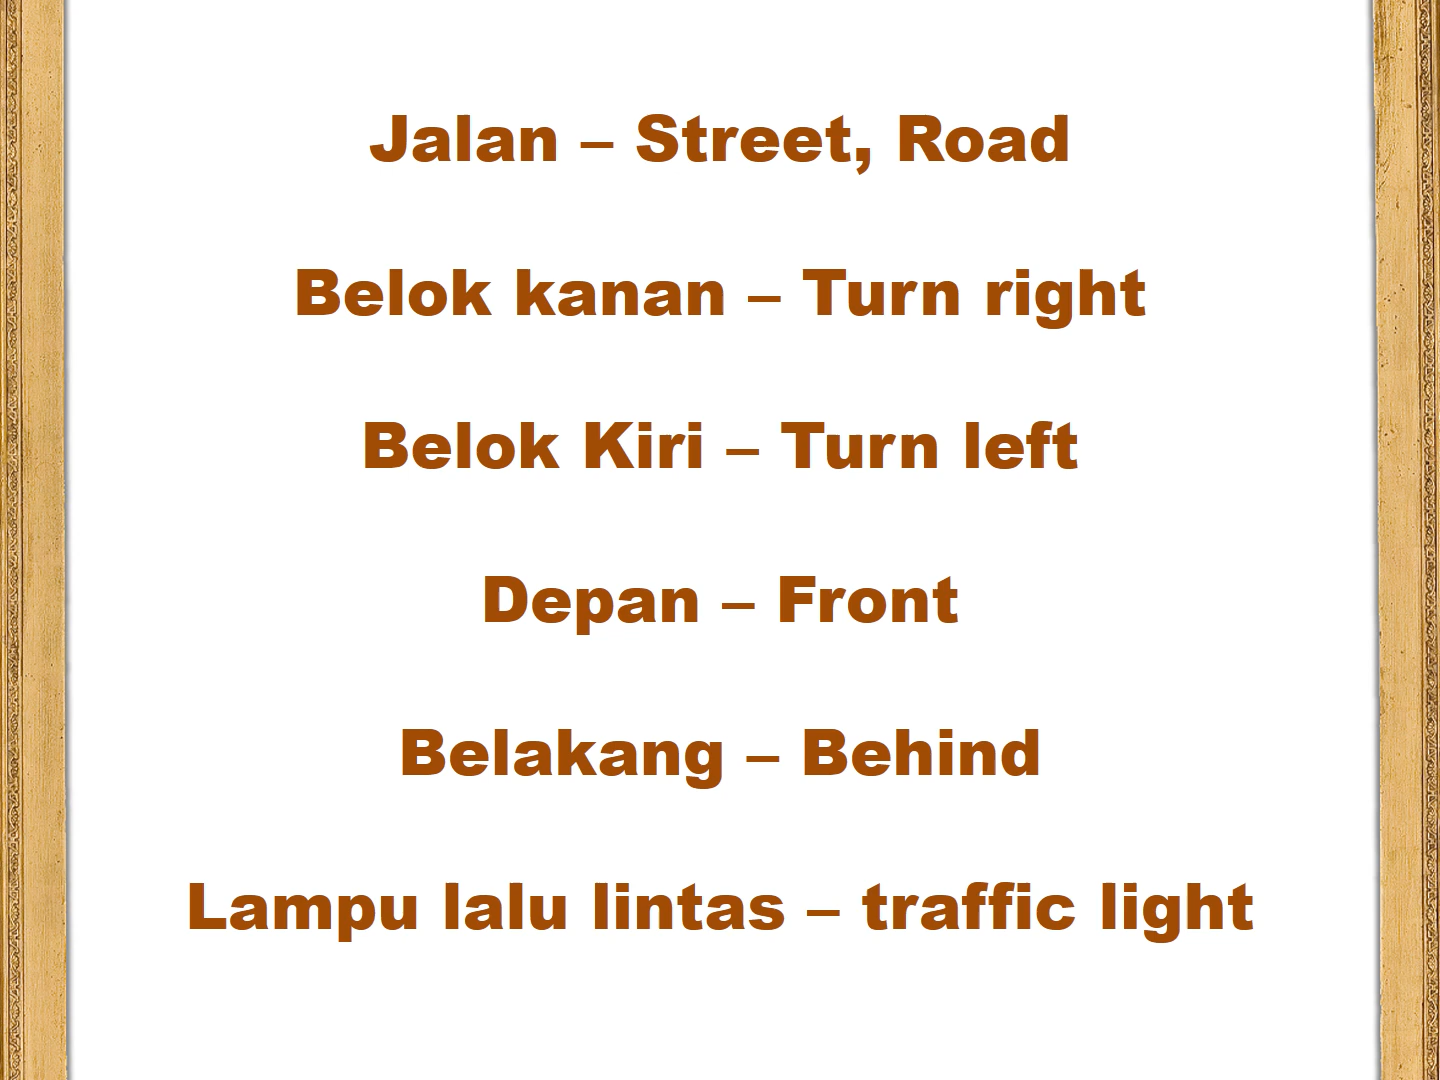 Jalan – Street, Road
Belok kanan – Turn right
Belok Kiri – Turn left
Depan – Front
Belakang – Behind
Lampu lalu lintas – traffic light